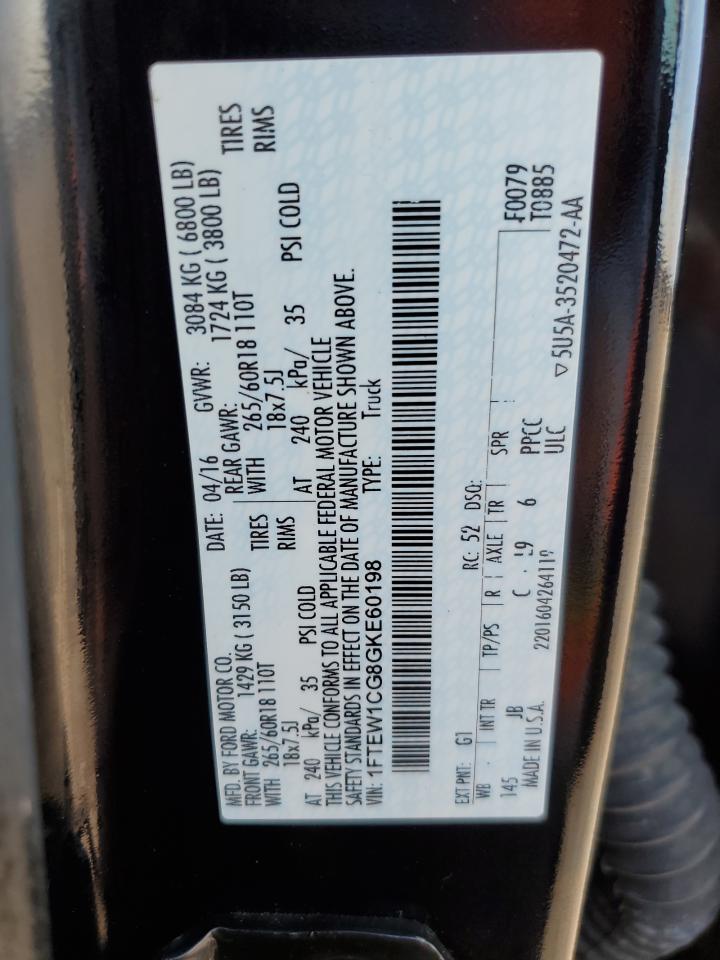 MFD. BY FORD MOTOR CO. DATE: 04/16 GVWR: 3084 KG ( 6800 LB)
FRONT GAWR: 1429 KG ( 3150 LB) REAR GAWR: 1724 KG ( 3800 LB)
WITH 265/60R18 110T TIRES WITH 265/60R18 110T TIRES
18x7.5J RIMS 18x7.5J RIMS
AT 240 kPa/ 35 PSI COLD AT 240 kPa/ 35 PSI COLD
THIS VEHICLE CONFORMS TO ALL APPLICABLE FEDERAL MOTOR VEHICLE
SAFETY STANDARDS IN EFFECT ON THE DATE OF MANUFACTURE SHOWN ABOVE.
VIN: 1FTEW1CG8GKE60198 TYPE: Truck
EXT PNT: G1 RC: 52 DSO:
WB INT TR TP/PS R AXLE TR SPR F0079
145 JB C L9 6 PPCC T0885
MADE IN U.S.A. ULC
▽5U5A-3520472-AA